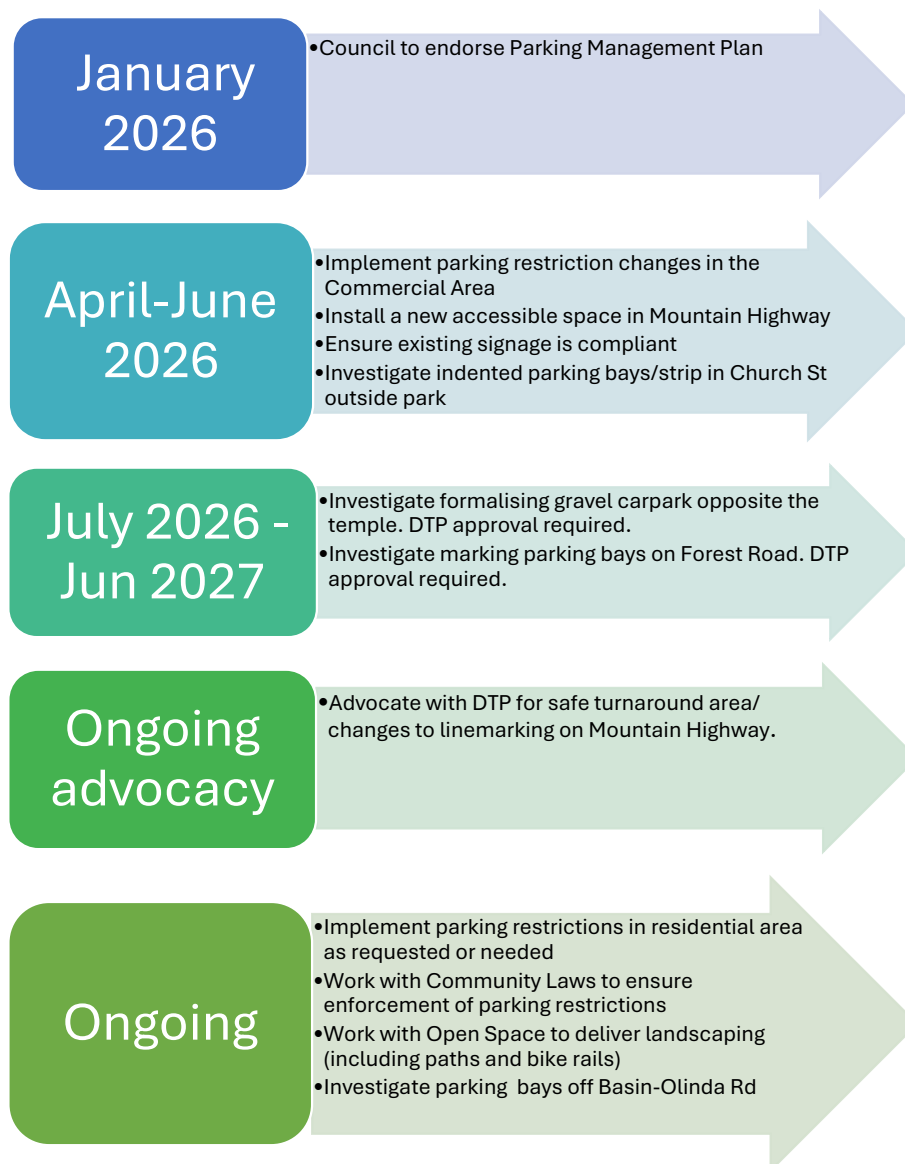 January
2026
•Council to endorse Parking Management Plan
April-June
2026
•Implement parking restriction changes in the
Commercial Area
•Install a new accessible space in Mountain Highway
•Ensure existing signage is compliant
•Investigate indented parking bays/strip in Church St
outside park
July 2026 -
Jun 2027
•Investigate formalising gravel carpark opposite the
temple. DTP approval required.
•Investigate marking parking bays on Forest Road. DTP
approval required.
Ongoing
advocacy
•Advocate with DTP for safe turnaround area/
changes to linemarking on Mountain Highway.
Ongoing
•Implement parking restrictions in residential area
as requested or needed
•Work with Community Laws to ensure
enforcement of parking restrictions
•Work with Open Space to deliver landscaping
(including paths and bike rails)
•Investigate parking bays off Basin-Olinda Rd